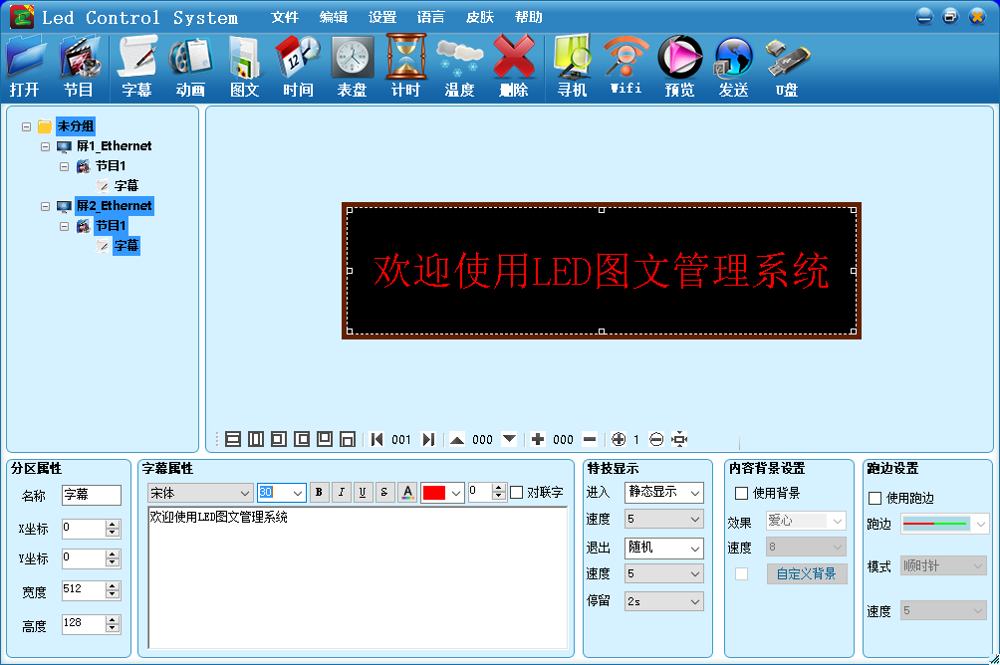 Led Control System 文件 编辑 设置 语言 皮肤 帮助
打开 节目 字幕 动画 图文 时间 表盘 计时 温度 删除 寻机 Wifi 预览 发送 U盘
未分组
屏1_Ethernet
节目1
字幕
屏2_Ethernet
节目1
字幕
欢迎使用LED图文管理系统
001 000 000 1
分区属性
名称 字幕
X坐标 0
Y坐标 0
宽度 512
高度 128
字幕属性
宋体 30 B I U S A 0 对联字
欢迎使用LED图文管理系统
特技显示
进入 静态显示
速度 5
退出 随机
速度 5
停留 2s
内容背景设置
使用背景
效果 爱心
速度 8
自定义背景
跑边设置
使用跑边
跑边
模式 顺时针
速度 5